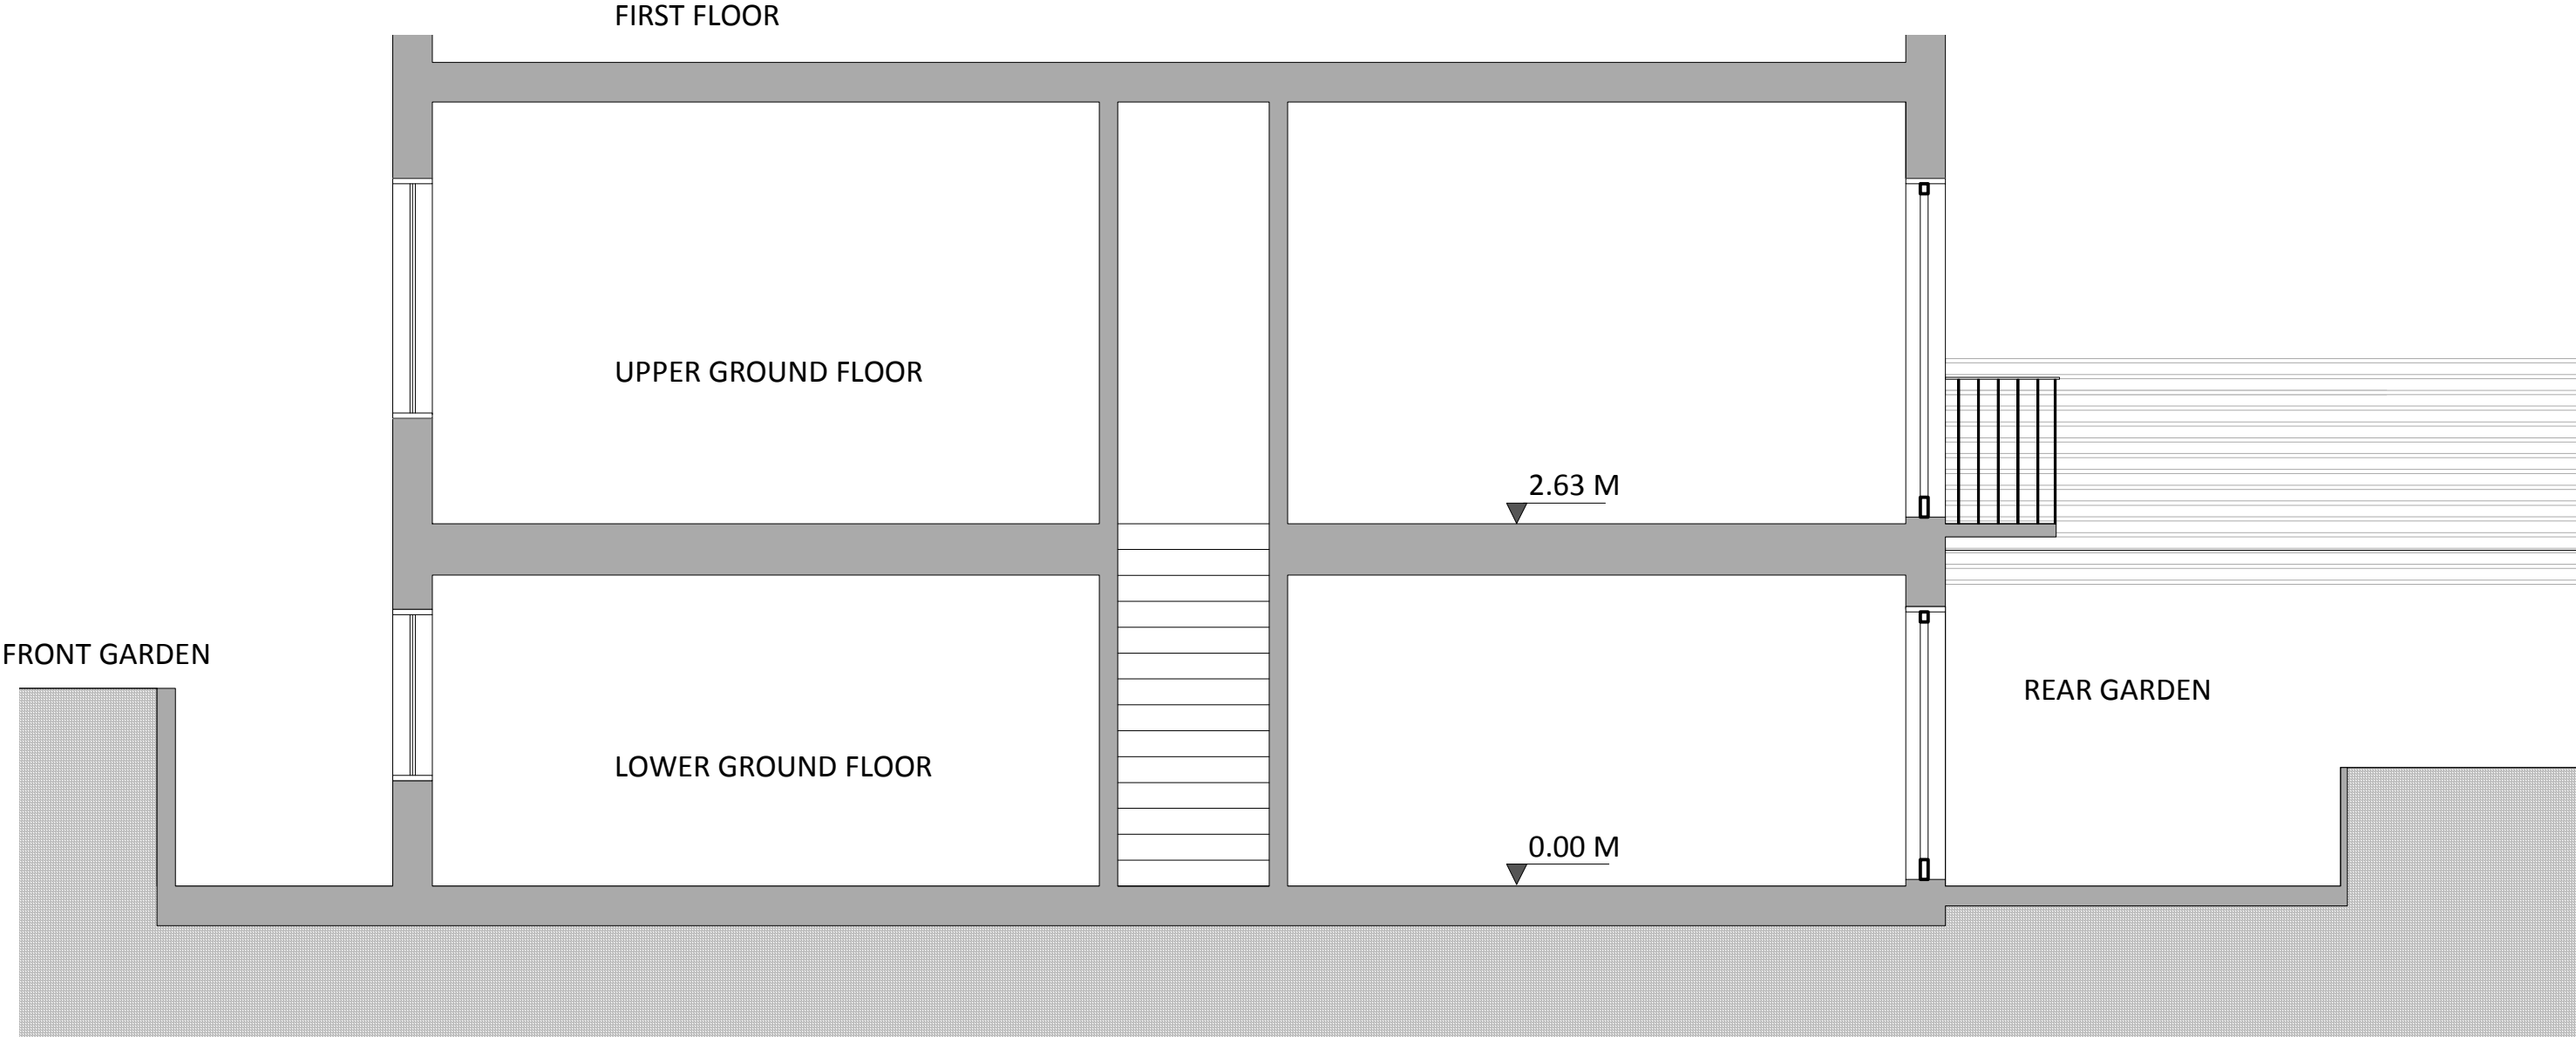 FIRST FLOOR
UPPER GROUND FLOOR
2.63 M
FRONT GARDEN
REAR GARDEN
LOWER GROUND FLOOR
0.00 M